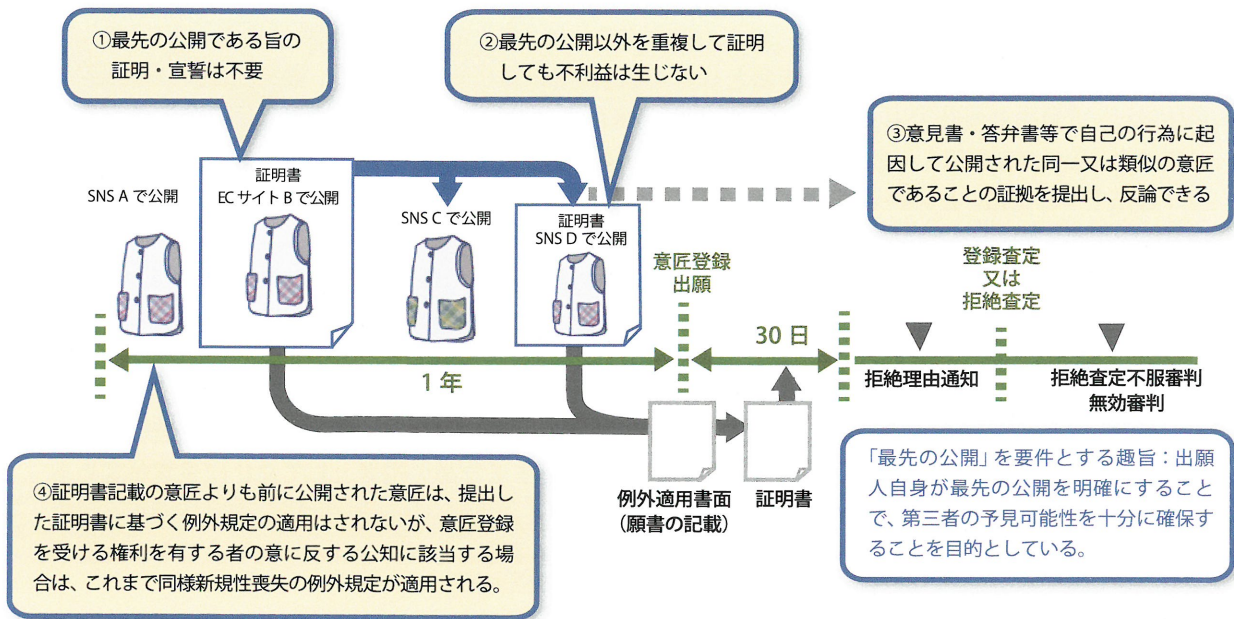 ①最先の公開である旨の
証明・宣誓は不要
②最先の公開以外を重複して証明
しても不利益は生じない
③意見書・答弁書等で自己の行為に起
因して公開された同一又は類似の意匠
であることの証拠を提出し、反論できる
SNS A で公開
証明書
EC サイト B で公開
SNS C で公開
証明書
SNS D で公開
意匠登録
出願
登録査定
又は
拒絶査定
1 年
30 日
拒絶理由通知
拒絶査定不服審判
無効審判
例外適用書面
(願書の記載)
証明書
④証明書記載の意匠よりも前に公開された意匠は、提出し
た証明書に基づく例外規定の適用はされないが、意匠登録
を受ける権利を有する者の意に反する公知に該当する場
合は、これまで同様新規性喪失の例外規定が適用される。
「最先の公開」を要件とする趣旨：出願
人自身が最先の公開を明確にすること
で、第三者の予見可能性を十分に確保す
ることを目的としている。